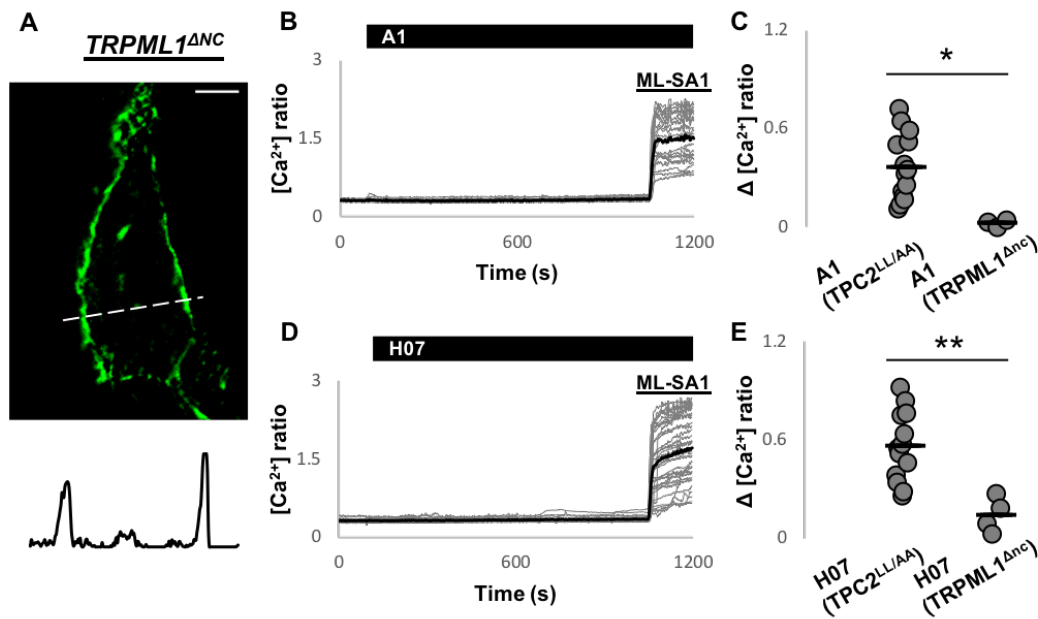 A
TRPML1ΔNC
B
A1
ML-SA1
[Ca²⁺] ratio
3
1.5
0
0
600
1200
Time (s)
C
Δ [Ca²⁺] ratio
1.2
0.6
0
*
A1
(TPC2LL/AA)
A1
(TRPML1Δnc)
D
H07
ML-SA1
[Ca²⁺] ratio
3
1.5
0
0
600
1200
Time (s)
E
Δ [Ca²⁺] ratio
1.2
0.6
0
**
H07
(TPC2LL/AA)
H07
(TRPML1Δnc)